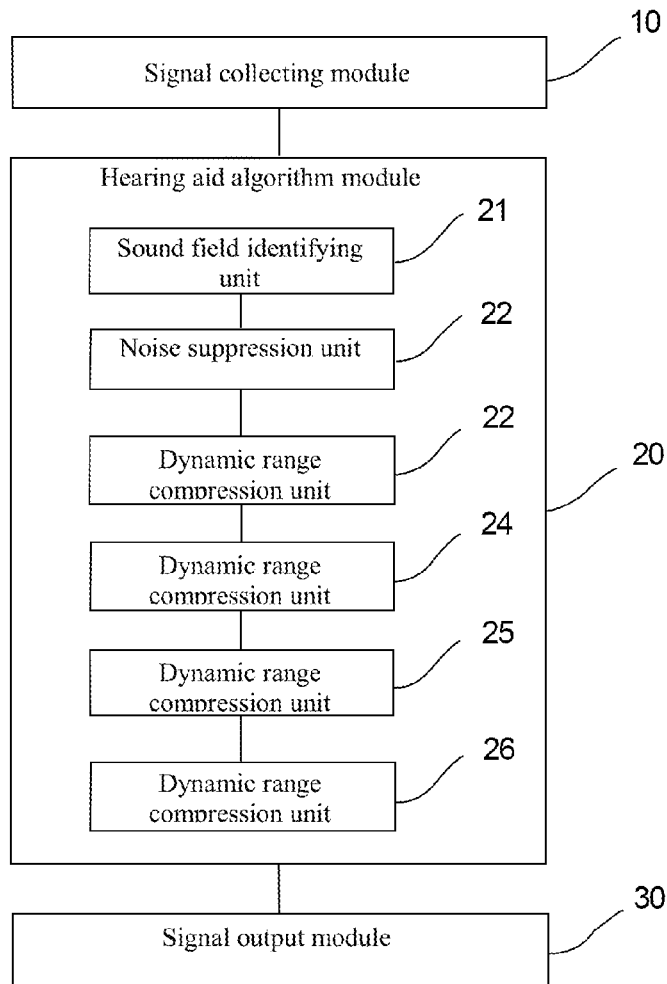 10
Signal collecting module
Hearing aid algorithm module
21
Sound field identifying
unit
22
Noise suppression unit
22
Dynamic range
compression unit
20
24
Dynamic range
compression unit
25
Dynamic range
compression unit
26
Dynamic range
compression unit
30
Signal output module